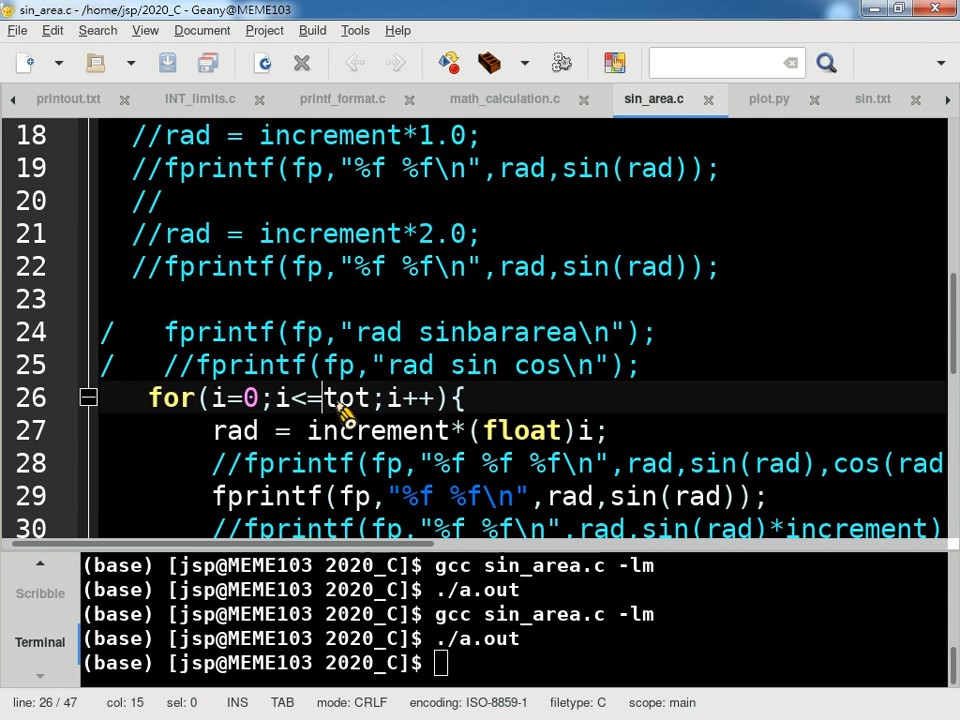 sin_area.c - /home/jsp/2020_C - Geany@MEME103
File Edit Search View Document Project Build Tools Help
printout.txt INT_limits.c printf_format.c math_calculation.c sin_area.c plot.py sin.txt
18 //rad = increment*1.0;
19 //fprintf(fp,"%f %f\n",rad,sin(rad));
20 //
21 //rad = increment*2.0;
22 //fprintf(fp,"%f %f\n",rad,sin(rad));
23
24 / fprintf(fp,"rad sinbararea\n");
25 / //fprintf(fp,"rad sin cos\n");
26 for(i=0;i<=tot;i++){
27 rad = increment*(float)i;
28 //fprintf(fp,"%f %f %f\n",rad,sin(rad),cos(rad
29 fprintf(fp,"%f %f\n",rad,sin(rad));
30 //fprintf(fp,"%f %f\n",rad,sin(rad)*increment)
(base) [jsp@MEME103 2020_C]$ gcc sin_area.c -lm
(base) [jsp@MEME103 2020_C]$ ./a.out
(base) [jsp@MEME103 2020_C]$ gcc sin_area.c -lm
(base) [jsp@MEME103 2020_C]$ ./a.out
(base) [jsp@MEME103 2020_C]$
Scribble
Terminal
line: 26 / 47 col: 15 sel: 0 INS TAB mode: CRLF encoding: ISO-8859-1 filetype: C scope: main